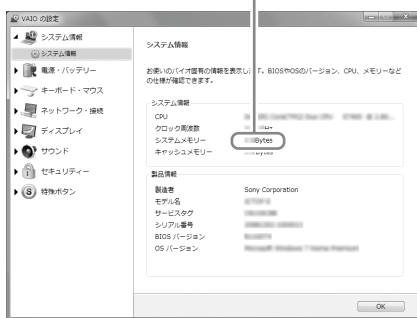 VAIO の設定
システム情報
システム情報
電源・バッテリー
キーボード・マウス
ネットワーク・接続
ディスプレイ
サウンド
セキュリティー
特殊ボタン
システム情報
お使いのバイオ固有の情報を表示します。BIOSやOSのバージョン、CPU、メモリーなど
の仕様が確認できます。
システム情報
CPU
クロック周波数 Hz
システムメモリー Bytes
キャッシュメモリー Bytes
製品情報
製造者 Sony Corporation
モデル名
サービスタグ
シリアル番号
BIOS バージョン
OS バージョン
OK